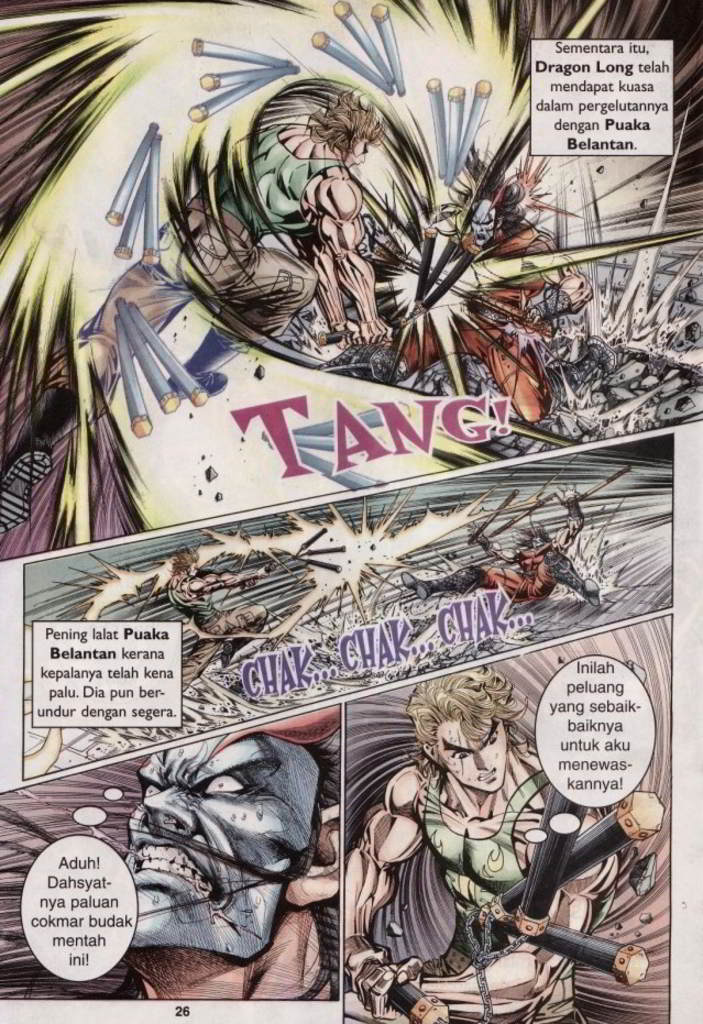 Sementara itu,
Dragon Long telah
mendapat kuasa
dalam pergelutannya
dengan Puaka
Belantan.
TANG!
CHAK... CHAK... CHAK...
Pening lalat Puaka
Belantan kerana
kepalanya telah kena
palu. Dia pun ber-
undur dengan segera.
Inilah
peluang
yang sebaik-
baiknya
untuk aku
menewas-
kannya!
Aduh!
Dahsyat-
nya paluan
cokmar budak
mentah
ini!
26